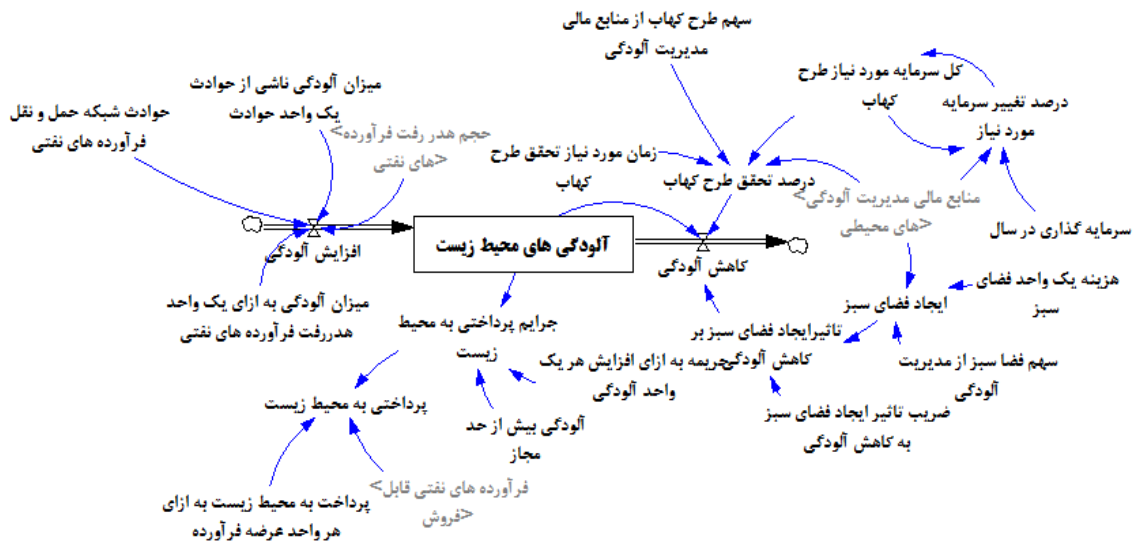 سهم طرح کهاب از منابع مالی
مدیریت آلودگی
کل سرمایه مورد نیاز طرح
کهاب
درصد تغییر سرمایه
مورد نیاز
میزان آلودگی ناشی از حوادث
یک واحد حوادث
حوادث شبکه حمل و نقل
فرآورده های نفتی
<حجم هدر رفت فرآورده
های نفتی>
زمان مورد نیاز تحقق طرح
کهاب
درصد تحقق طرح کهاب
<منابع مالی مدیریت آلودگی
های محیطی>
سرمایه گذاری در سال
افزایش آلودگی
آلودگی های محیط زیست
کاهش آلودگی
هزینه یک واحد فضای
سبز
ایجاد فضای سبز
میزان آلودگی به ازای یک واحد
هدررفت فرآورده های نفتی
جرایم پرداختی به محیط
زیست
تاثیرایجاد فضای سبز بر
کاهش آلودگی
جریمه به ازای افزایش هر یک
واحد آلودگی
سهم فضا سبز از مدیریت
آلودگی
پرداختی به محیط زیست
آلودگی بیش از حد
مجاز
ضریب تاثیر ایجاد فضای سبز
به کاهش آلودگی
<فرآورده های نفتی قابل
فروش>
پرداخت به محیط زیست به ازای
هر واحد عرضه فرآورده